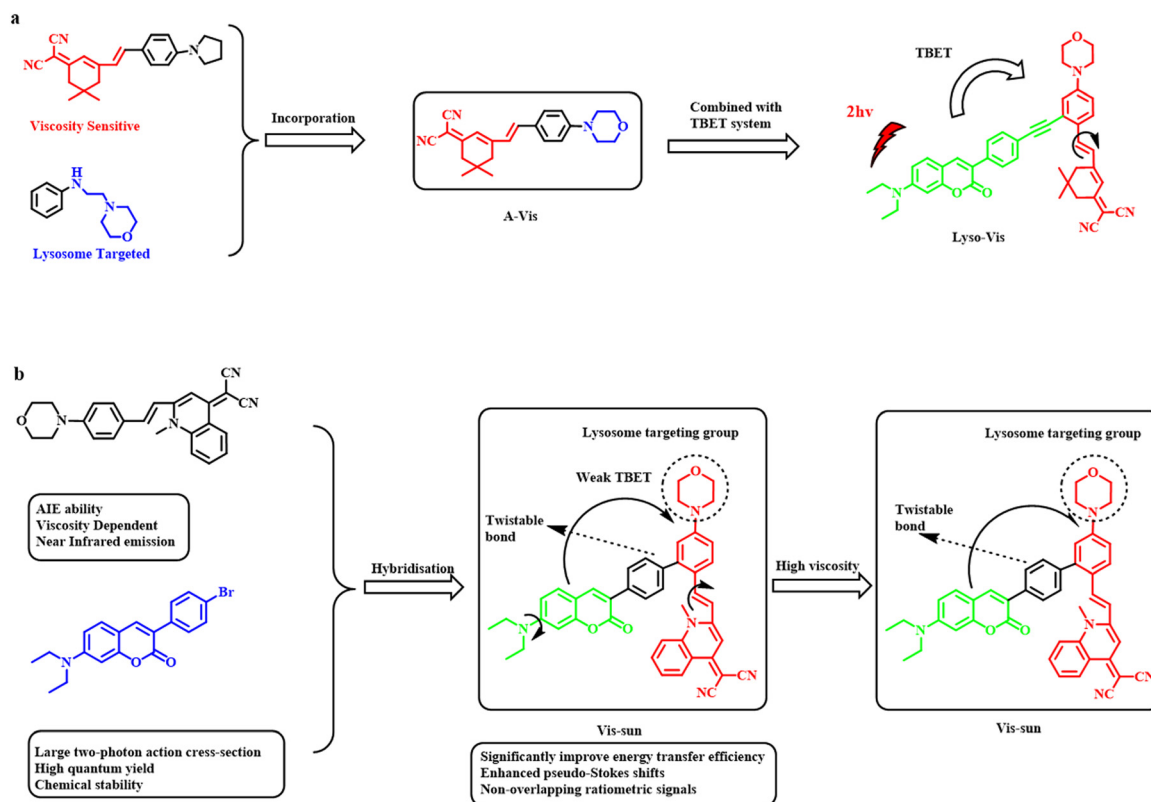 a
CN
NC
N
Viscosity Sensitive
H
N
N
O
Lysosome Targeted
Incorporation
CN
NC
N
O
A-Vis
Combined with
TBET system
TBET
2hv
O
N
N
O
O
CN
NC
Lyso-Vis
b
CN
CN
O
N
N
AIE ability
Viscosity Dependent
Near Infrared emission
Br
N
O
O
Large two-photon action cress-section
High quantum yield
Chemical stability
Hybridisation
Lysosome targeting group
Weak TBET
O
N
Twistable
bond
N
O
O
N
NC
CN
Vis-sun
Significantly improve energy transfer efficiency
Enhanced pseudo-Stokes shifts
Non-overlapping ratiometric signals
High viscosity
Lysosome targeting group
O
N
Twistable
bond
N
O
O
N
NC
CN
Vis-sun